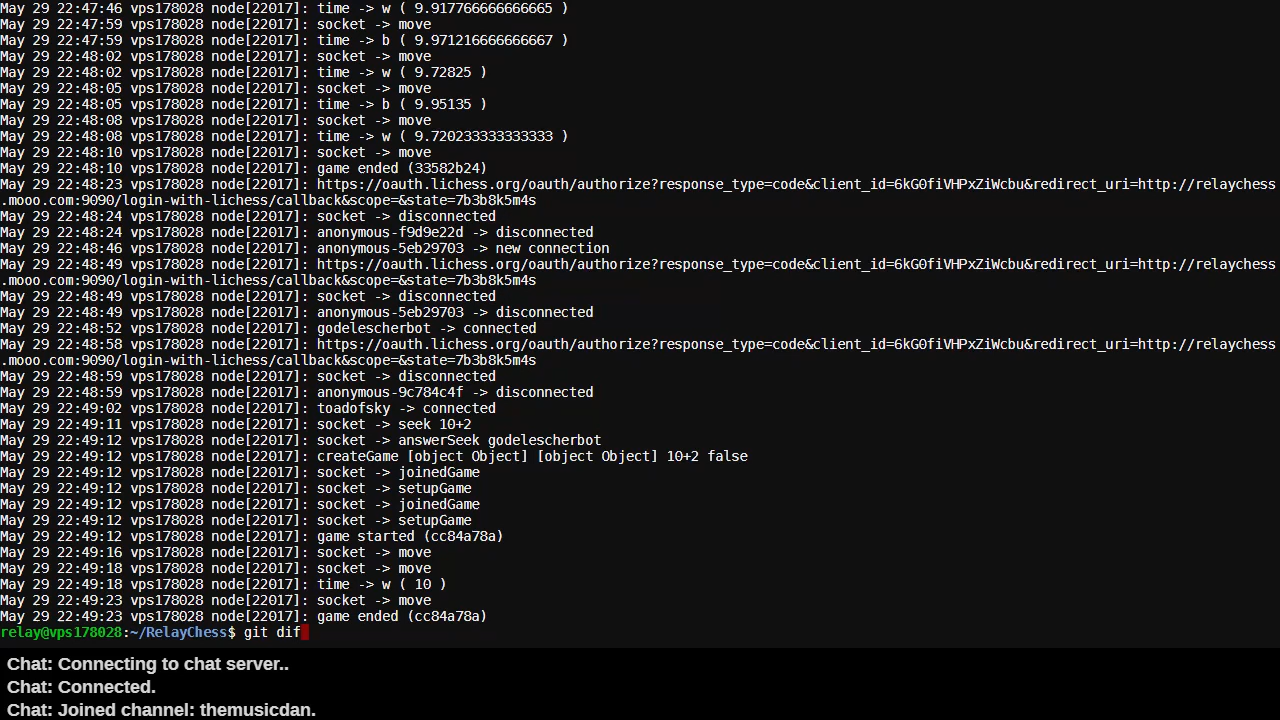 May 29 22:47:46 vps178028 node[22017]: time -> w ( 9.917766666666665 )
May 29 22:47:59 vps178028 node[22017]: socket -> move
May 29 22:47:59 vps178028 node[22017]: time -> b ( 9.971216666666667 )
May 29 22:48:02 vps178028 node[22017]: socket -> move
May 29 22:48:02 vps178028 node[22017]: time -> w ( 9.72825 )
May 29 22:48:05 vps178028 node[22017]: socket -> move
May 29 22:48:05 vps178028 node[22017]: time -> b ( 9.95135 )
May 29 22:48:08 vps178028 node[22017]: socket -> move
May 29 22:48:08 vps178028 node[22017]: time -> w ( 9.720233333333333 )
May 29 22:48:10 vps178028 node[22017]: socket -> move
May 29 22:48:10 vps178028 node[22017]: game ended (33582b24)
May 29 22:48:23 vps178028 node[22017]: https://oauth.lichess.org/oauth/authorize?response_type=code&client_id=6kG0fiVHPxZiWcbu&redirect_uri=http://relaychess
.mooo.com:9090/login-with-lichess/callback&scope=&state=7b3b8k5m4s
May 29 22:48:24 vps178028 node[22017]: socket -> disconnected
May 29 22:48:24 vps178028 node[22017]: anonymous-f9d9e22d -> disconnected
May 29 22:48:46 vps178028 node[22017]: anonymous-5eb29703 -> new connection
May 29 22:48:49 vps178028 node[22017]: https://oauth.lichess.org/oauth/authorize?response_type=code&client_id=6kG0fiVHPxZiWcbu&redirect_uri=http://relaychess
.mooo.com:9090/login-with-lichess/callback&scope=&state=7b3b8k5m4s
May 29 22:48:49 vps178028 node[22017]: socket -> disconnected
May 29 22:48:49 vps178028 node[22017]: anonymous-5eb29703 -> disconnected
May 29 22:48:52 vps178028 node[22017]: godelescherbot -> connected
May 29 22:48:58 vps178028 node[22017]: https://oauth.lichess.org/oauth/authorize?response_type=code&client_id=6kG0fiVHPxZiWcbu&redirect_uri=http://relaychess
.mooo.com:9090/login-with-lichess/callback&scope=&state=7b3b8k5m4s
May 29 22:48:59 vps178028 node[22017]: socket -> disconnected
May 29 22:48:59 vps178028 node[22017]: anonymous-9c784c4f -> disconnected
May 29 22:49:02 vps178028 node[22017]: toadofsky -> connected
May 29 22:49:11 vps178028 node[22017]: socket -> seek 10+2
May 29 22:49:12 vps178028 node[22017]: socket -> answerSeek godelescherbot
May 29 22:49:12 vps178028 node[22017]: createGame [object Object] [object Object] 10+2 false
May 29 22:49:12 vps178028 node[22017]: socket -> joinedGame
May 29 22:49:12 vps178028 node[22017]: socket -> setupGame
May 29 22:49:12 vps178028 node[22017]: socket -> joinedGame
May 29 22:49:12 vps178028 node[22017]: socket -> setupGame
May 29 22:49:12 vps178028 node[22017]: game started (cc84a78a)
May 29 22:49:16 vps178028 node[22017]: socket -> move
May 29 22:49:18 vps178028 node[22017]: socket -> move
May 29 22:49:18 vps178028 node[22017]: time -> w ( 10 )
May 29 22:49:23 vps178028 node[22017]: socket -> move
May 29 22:49:23 vps178028 node[22017]: game ended (cc84a78a)
relay@vps178028:~/RelayChess$ git dif
Chat: Connecting to chat server..
Chat: Connected.
Chat: Joined channel: themusicdan.